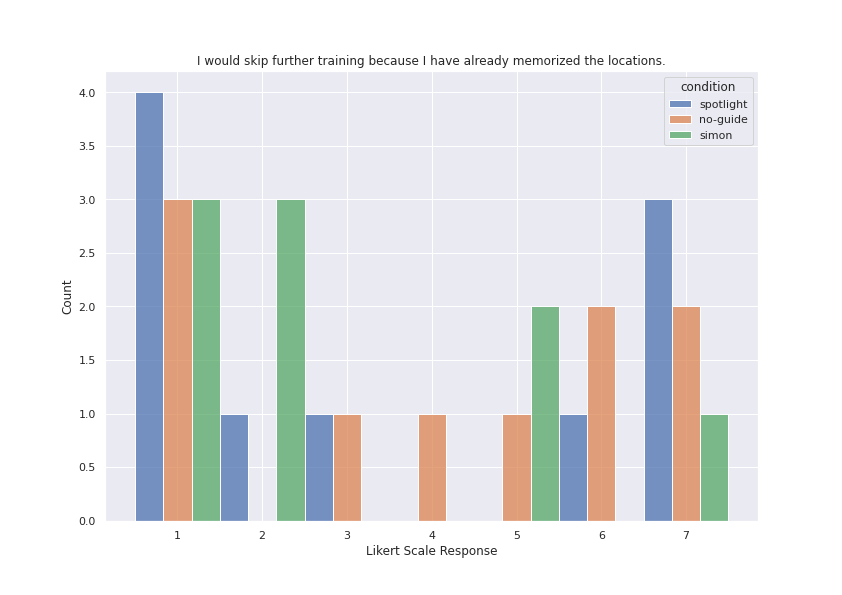 I would skip further training because I have already memorized the locations.
condition
spotlight
no-guide
simon
Count
4.0
3.5
3.0
2.5
2.0
1.5
1.0
0.5
0.0
1 2 3 4 5 6 7
Likert Scale Response